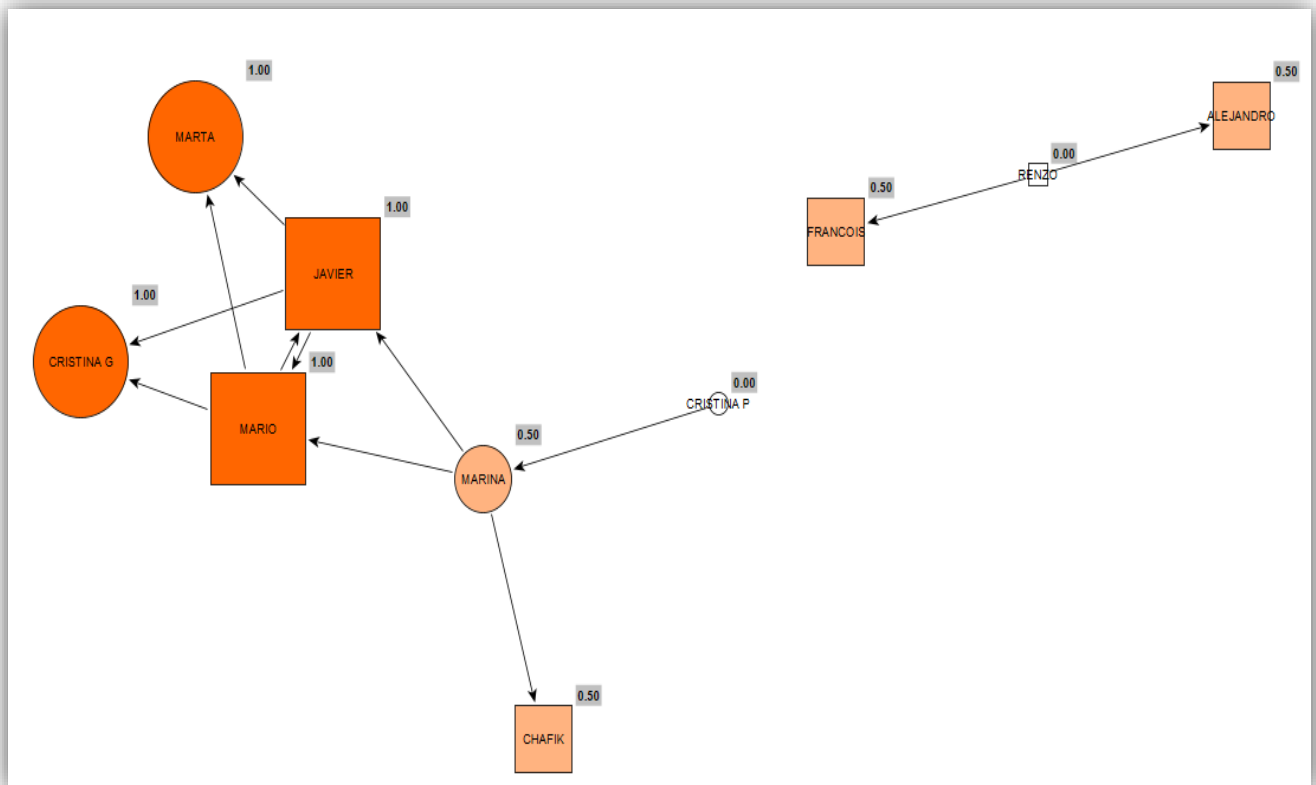 1.00
MARTA
1.00
JAVIER
1.00
CRISTINA G
1.00
MARIO
0.50
MARINA
0.00
CRISTINA P
0.50
CHAFIK
0.50
FRANCOIS
0.00
RENZO
0.50
ALEJANDRO